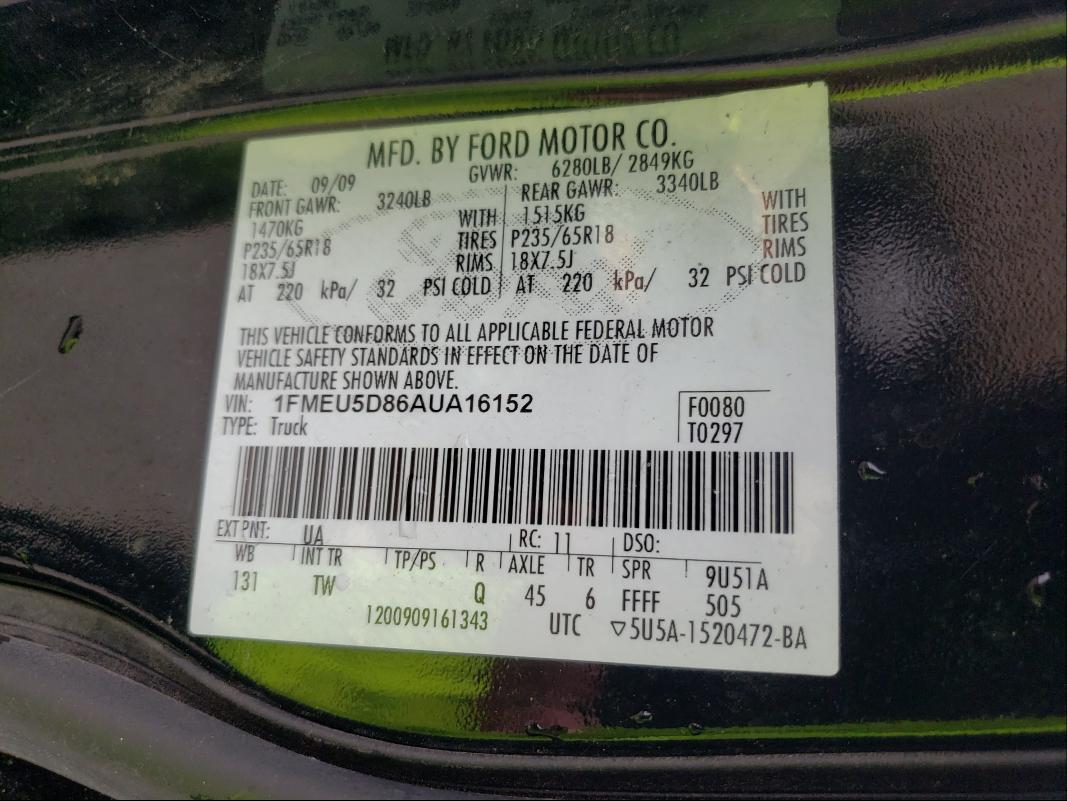 MFD. BY FORD MOTOR CO.
DATE: 09/09 GVWR: 6280LB/ 2849KG
FRONT GAWR: 3240LB REAR GAWR: 3340LB
1470KG WITH 1515KG WITH
P235/65R18 TIRES P235/65R18 TIRES
18X7.5J RIMS 18X7.5J RIMS
AT 220 kPa/ 32 PSI COLD AT 220 kPa/ 32 PSI COLD
THIS VEHICLE CONFORMS TO ALL APPLICABLE FEDERAL MOTOR
VEHICLE SAFETY STANDARDS IN EFFECT ON THE DATE OF
MANUFACTURE SHOWN ABOVE.
VIN: 1FMEU5D86AUA16152 F0080
TYPE: Truck T0297
EXT PNT: UA RC: 11 DSO:
WB INT TR TP/PS R AXLE TR SPR 9U51A
131 TW Q 45 6 FFFF 505
1200909161343 UTC ▽5U5A-1520472-BA